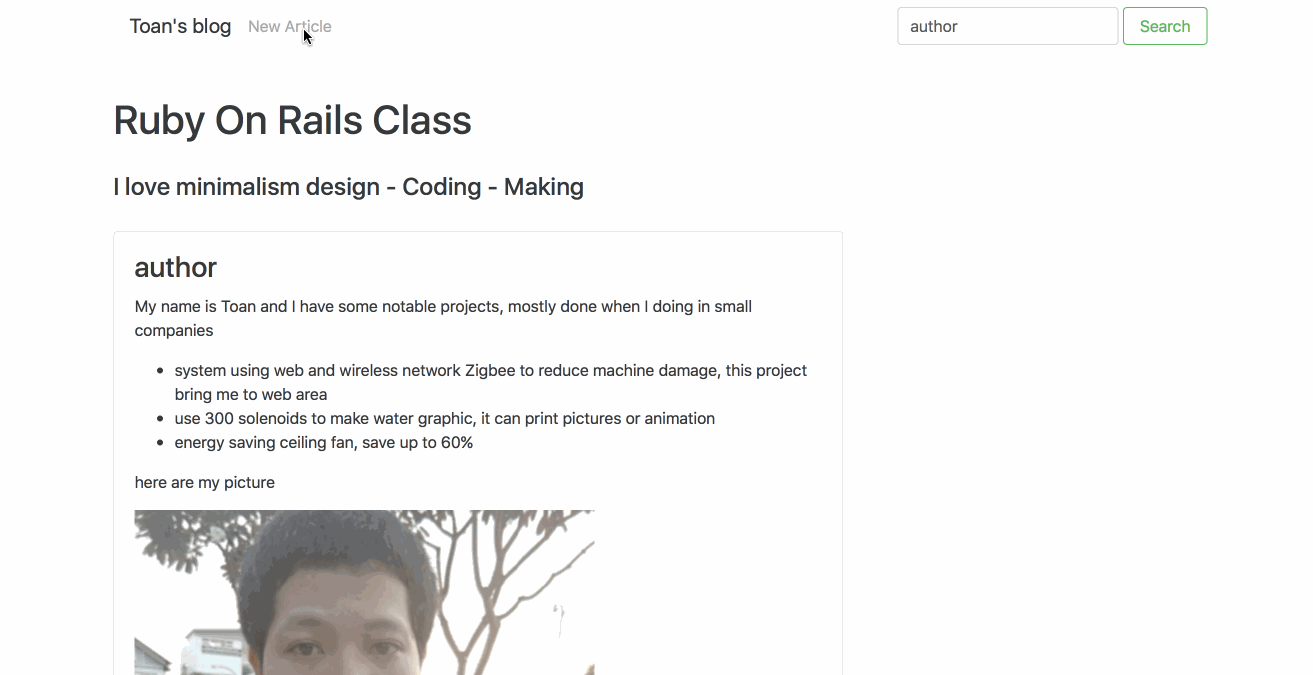 Toan's blog New Article author Search
Ruby On Rails Class
I love minimalism design - Coding - Making
author
My name is Toan and I have some notable projects, mostly done when I doing in small
companies
• system using web and wireless network Zigbee to reduce machine damage, this project
bring me to web area
• use 300 solenoids to make water graphic, it can print pictures or animation
• energy saving ceiling fan, save up to 60%
here are my picture